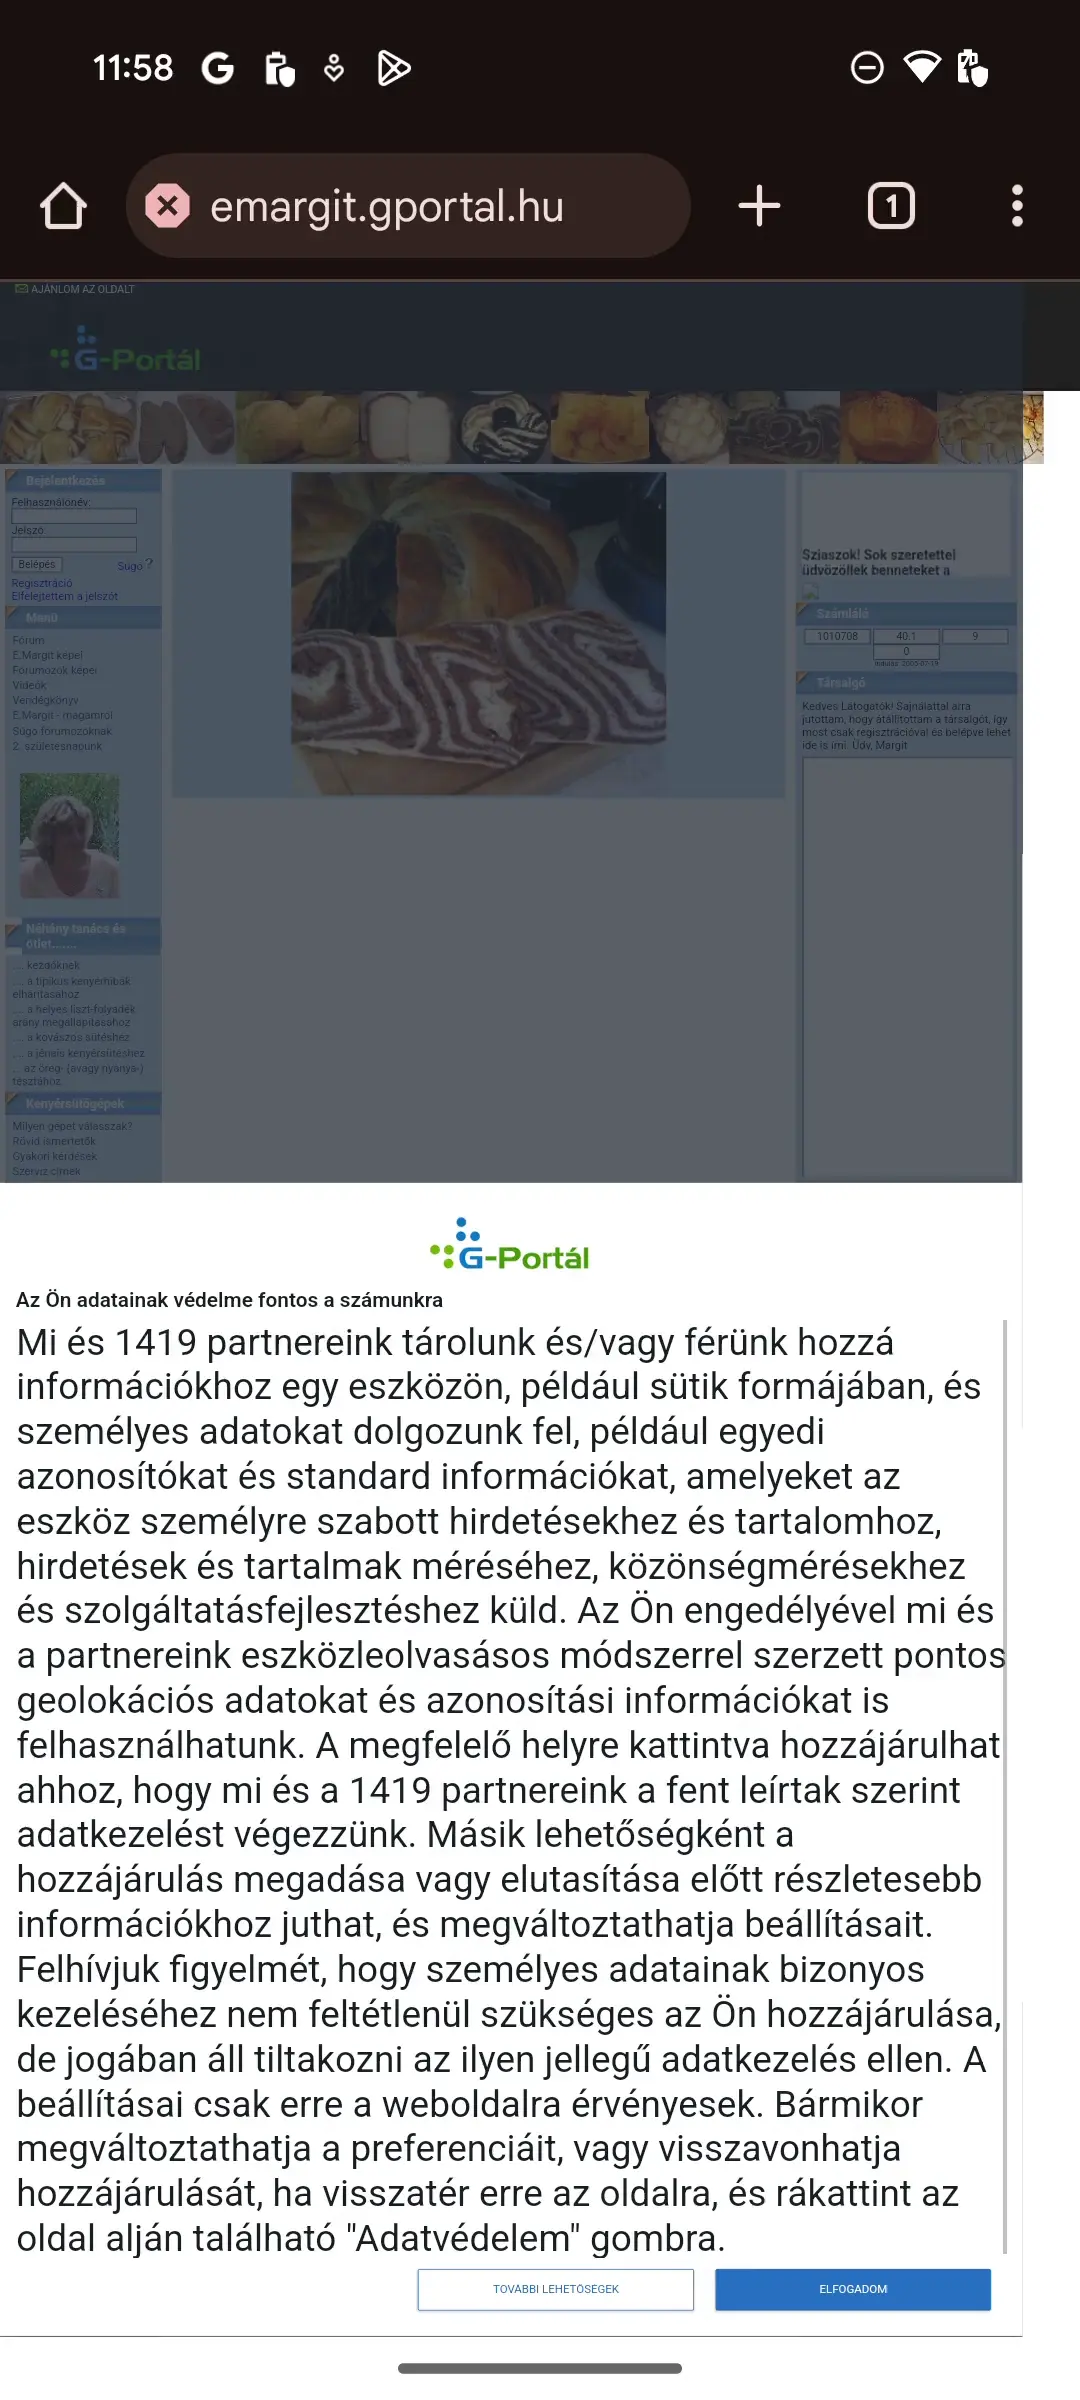 11:58
emargit.gportal.hu
1
AJÁNLOM AZ OLDALT
G-Portál
Bejelentkezés
Felhasználónév:
Jelszó:
Belépés
Súgó ?
Regisztráció
Elfelejtettem a jelszót
Menü
Fórum
E.Margit képei
Fórumozók képei
Videók
Vendégkönyv
E.Margit - magamról
Súgó fórumozóknak
2. születésnapunk
Néhány tanács és
ötlet.......
.... kezdőknek
.... a tipikus kenyérhibák
elhárításához
.... a helyes liszt-folyadék
arány megállapításához
.... a kovászos sütéshez
.... a jénais kenyérsütéshez
.... az öreg- (avagy nyanya-)
tésztához
Kenyérsütőgépek
Milyen gépet válasszak?
Rövid ismertetők
Gyakori kérdések
Szerviz címek
Sziaszok! Sok szeretettel
üdvözöllek benneteket a
Számláló
1010708
40.1
9
0
Indulás: 2005-07-19
Társalgó
Kedves Látogatók! Sajnálattal arra
jutottam, hogy átállítottam a társalgót, így
most csak regisztrációval és belépve lehet
ide is írni. Üdv, Margit
G-Portál
Az Ön adatainak védelme fontos a számunkra
Mi és 1419 partnereink tárolunk és/vagy férünk hozzá
információkhoz egy eszközön, például sütik formájában, és
személyes adatokat dolgozunk fel, például egyedi
azonosítókat és standard információkat, amelyeket az
eszköz személyre szabott hirdetésekhez és tartalomhoz,
hirdetések és tartalmak méréséhez, közönségmérésekhez
és szolgáltatásfejlesztéshez küld. Az Ön engedélyével mi és
a partnereink eszközleolvasásos módszerrel szerzett pontos
geolokációs adatokat és azonosítási információkat is
felhasználhatunk. A megfelelő helyre kattintva hozzájárulhat
ahhoz, hogy mi és a 1419 partnereink a fent leírtak szerint
adatkezelést végezzünk. Másik lehetőségként a
hozzájárulás megadása vagy elutasítása előtt részletesebb
információkhoz juthat, és megváltoztathatja beállításait.
Felhívjuk figyelmét, hogy személyes adatainak bizonyos
kezeléséhez nem feltétlenül szükséges az Ön hozzájárulása,
de jogában áll tiltakozni az ilyen jellegű adatkezelés ellen. A
beállításai csak erre a weboldalra érvényesek. Bármikor
megváltoztathatja a preferenciáit, vagy visszavonhatja
hozzájárulását, ha visszatér erre az oldalra, és rákattint az
oldal alján található "Adatvédelem" gombra.
TOVÁBBI LEHETŐSÉGEK
ELFOGADOM